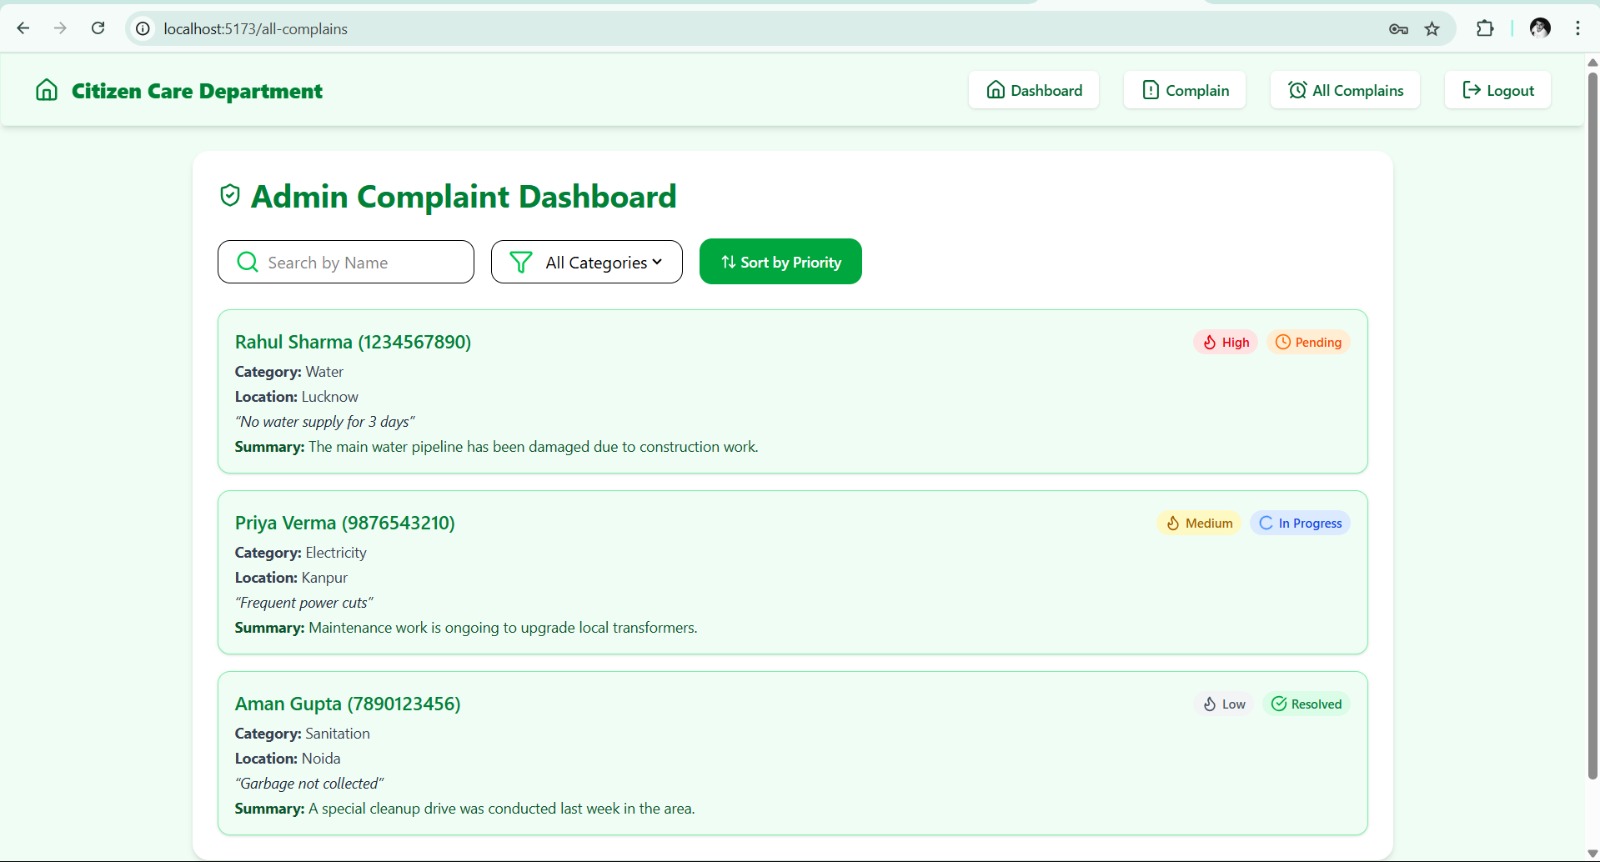 localhost:5173/all-complains
Citizen Care Department
Dashboard
Complain
All Complains
Logout
Admin Complaint Dashboard
Search by Name
All Categories
Sort by Priority
Rahul Sharma (1234567890)
High
Pending
Category: Water
Location: Lucknow
“No water supply for 3 days”
Summary: The main water pipeline has been damaged due to construction work.
Priya Verma (9876543210)
Medium
In Progress
Category: Electricity
Location: Kanpur
“Frequent power cuts”
Summary: Maintenance work is ongoing to upgrade local transformers.
Aman Gupta (7890123456)
Low
Resolved
Category: Sanitation
Location: Noida
“Garbage not collected”
Summary: A special cleanup drive was conducted last week in the area.